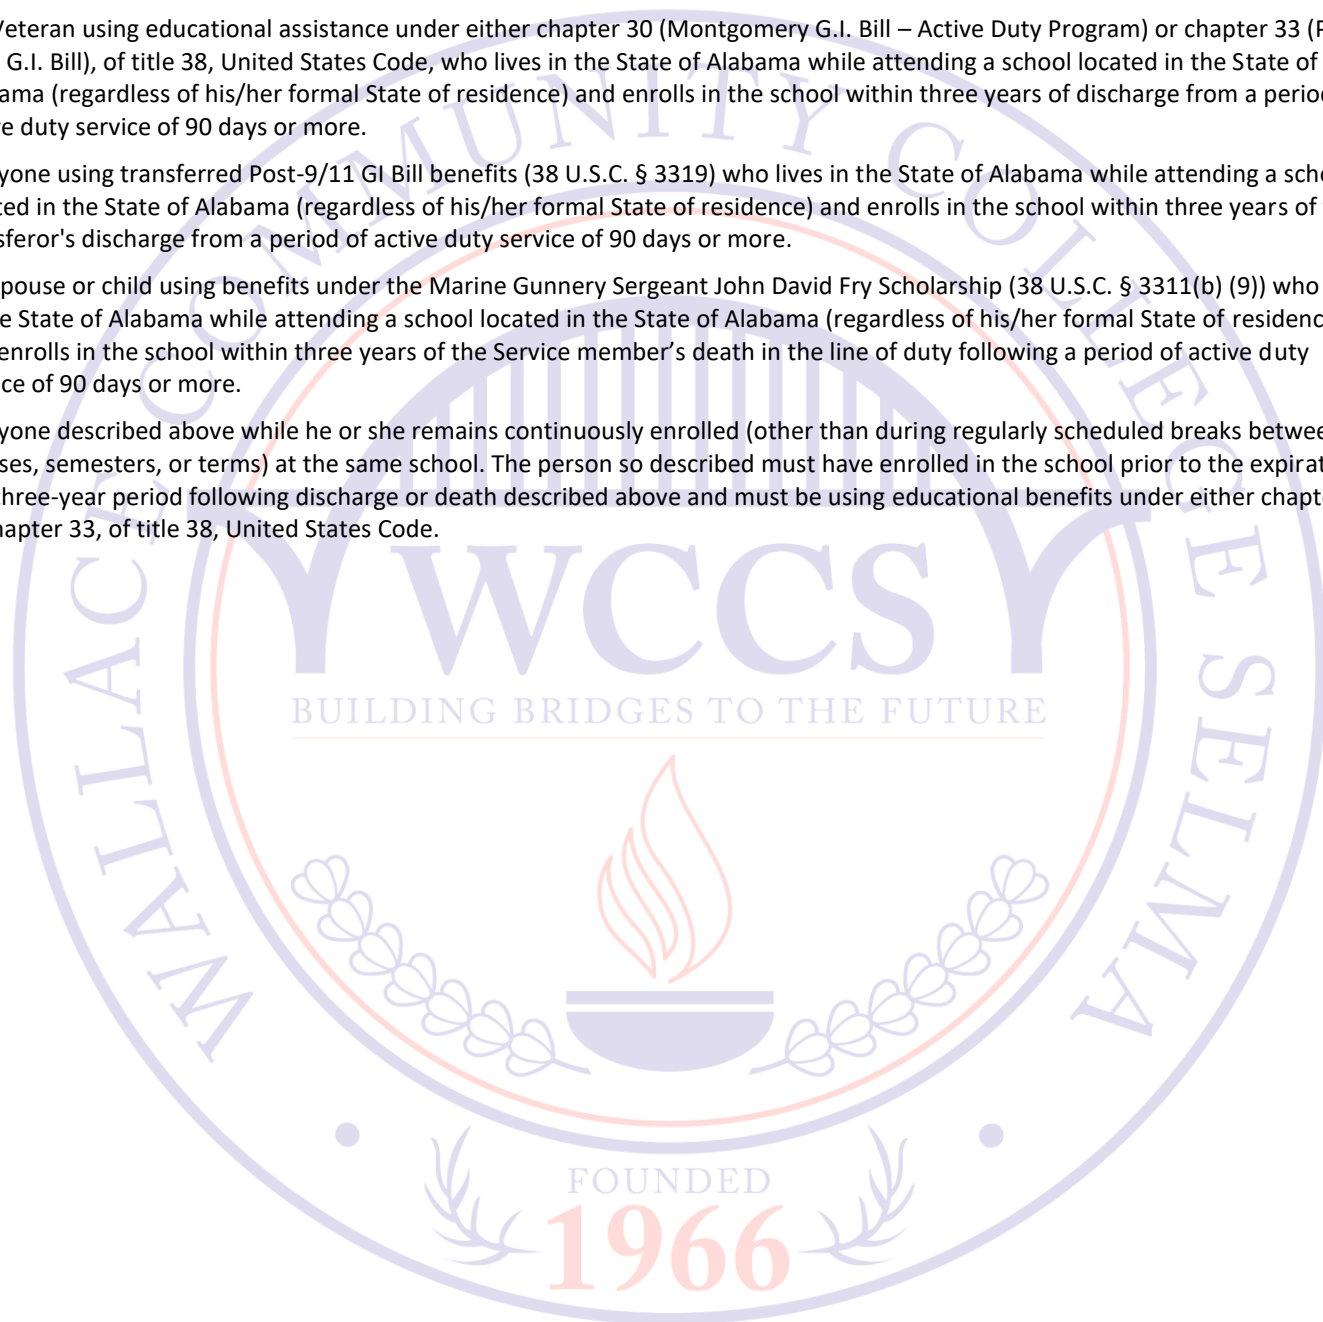 Veteran using educational assistance under either chapter 30 (Montgomery G.I. Bill – Active Duty Program) or chapter 33 (P
G.I. Bill), of title 38, United States Code, who lives in the State of Alabama while attending a school located in the State of
ama (regardless of his/her formal State of residence) and enrolls in the school within three years of discharge from a period
e duty service of 90 days or more.
yone using transferred Post-9/11 GI Bill benefits (38 U.S.C. § 3319) who lives in the State of Alabama while attending a scho
ted in the State of Alabama (regardless of his/her formal State of residence) and enrolls in the school within three years of
sferor's discharge from a period of active duty service of 90 days or more.
pouse or child using benefits under the Marine Gunnery Sergeant John David Fry Scholarship (38 U.S.C. § 3311(b) (9)) who
e State of Alabama while attending a school located in the State of Alabama (regardless of his/her formal State of residenc
enrolls in the school within three years of the Service member’s death in the line of duty following a period of active duty
ce of 90 days or more.
yone described above while he or she remains continuously enrolled (other than during regularly scheduled breaks betwee
ses, semesters, or terms) at the same school. The person so described must have enrolled in the school prior to the expirat
three-year period following discharge or death described above and must be using educational benefits under either chapt
hapter 33, of title 38, United States Code.
WALLACE COMMUNITY COLLEGE SELMA
WCCS
BUILDING BRIDGES TO THE FUTURE
FOUNDED
1966